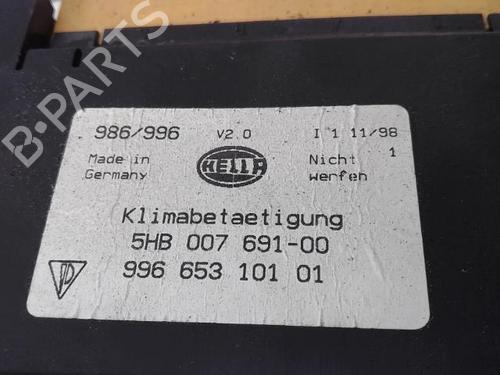 986/996 V2.0 I 1 11/98
Made in Germany
HELLA
Nicht 1
werfen
Klimabetaetigung
5HB 007 691-00
996 653 101 01
B-PARTS